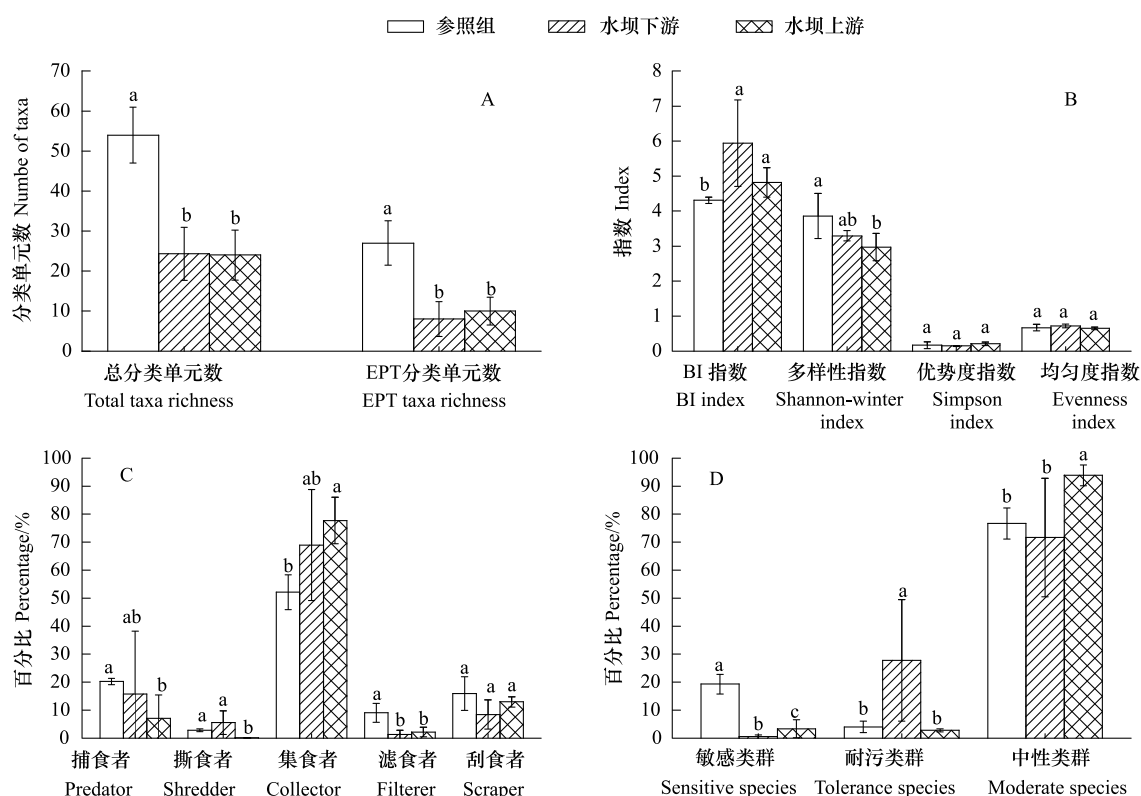 参照组 水坝下游 水坝上游
70
60
50
40
30
20
10
0
分类单元数 Numbe of taxa
A
a
b
b
a
b
b
总分类单元数 EPT分类单元数
Total taxa richness EPT taxa richness
8
7
6
5
4
3
2
1
0
指数 Index
B
b
a
a
a
ab
b
a
a
a
a
a
a
BI 指数 多样性指数 优势度指数 均匀度指数
BI index Shannon-winter Simpson Evenness
index index index
100
90
80
70
60
50
40
30
20
10
0
百分比 Percentage/%
C
a
ab
b
a
a
b
b
ab
a
a
b
b
a
a
a
捕食者 撕食者 集食者 滤食者 刮食者
Predator Shredder Collector Filterer Scraper
100
90
80
70
60
50
40
30
20
10
0
百分比 Percentage/%
D
a
b
c
b
a
b
b
b
a
敏感类群 耐污类群 中性类群
Sensitive species Tolerance species Moderate species